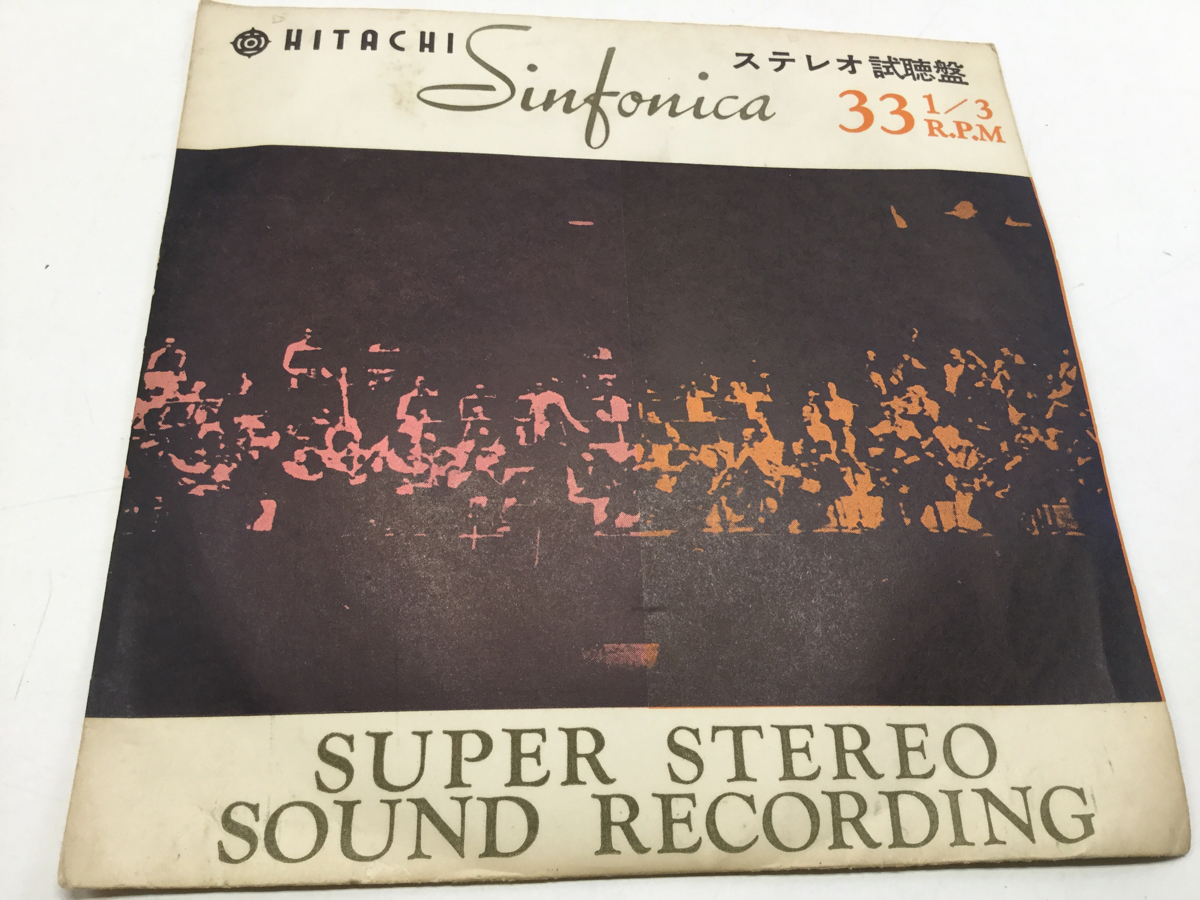 HITACHI
Sinfonica
ステレオ試聴盤
33 1/3
R.P.M
SUPER STEREO
SOUND RECORDING